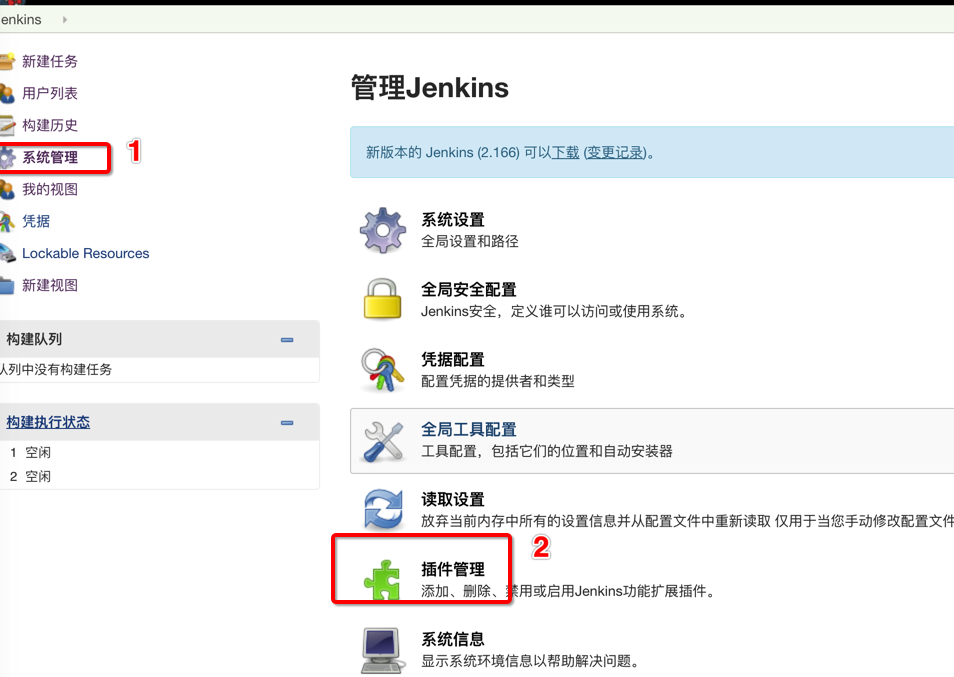 enkins
新建任务
用户列表
构建历史
系统管理
1
我的视图
凭据
Lockable Resources
新建视图
构建队列
队列中没有构建任务
构建执行状态
1 空闲
2 空闲
管理Jenkins
新版本的 Jenkins (2.166) 可以下载 (变更记录)。
系统设置
全局设置和路径
全局安全配置
Jenkins安全，定义谁可以访问或使用系统。
凭据配置
配置凭据的提供者和类型
全局工具配置
工具配置，包括它们的位置和自动安装器
读取设置
放弃当前内存中所有的设置信息并从配置文件中重新读取 仅用于当您手动修改配置文件
2
插件管理
添加、删除、禁用或启用Jenkins功能扩展插件。
系统信息
显示系统环境信息以帮助解决问题。